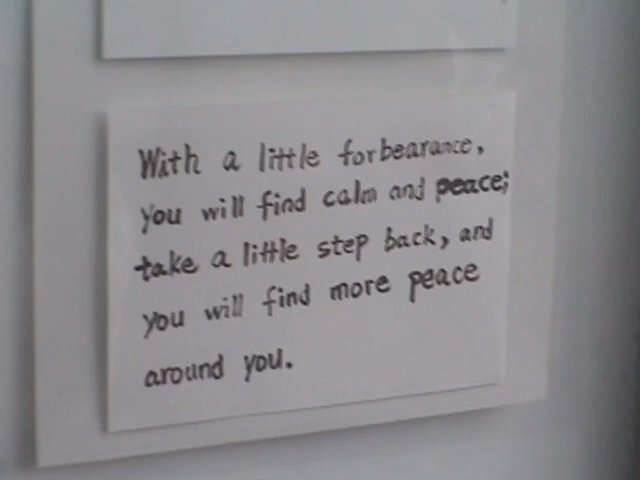 With a little forbearance,
you will find calm and peace;
take a little step back, and
you will find more peace
around you.